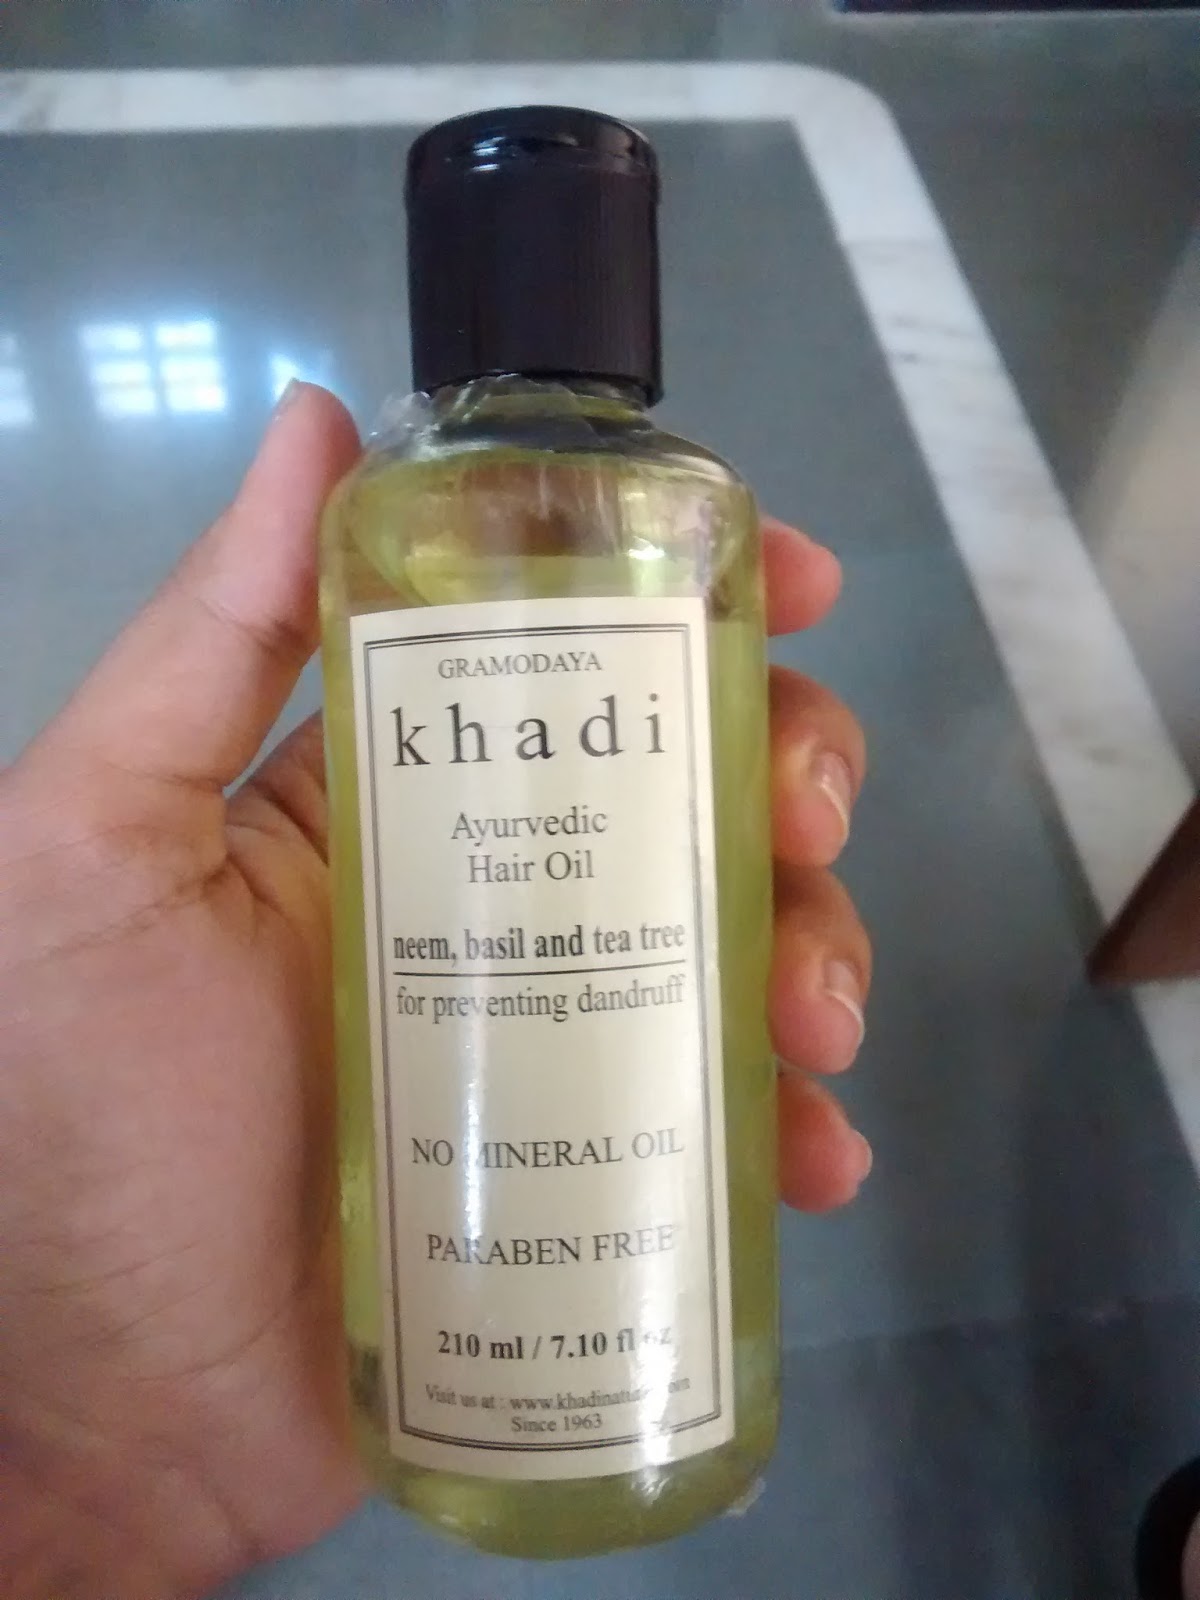 GRAMODAYA
khadi
Ayurvedic
Hair Oil
neem, basil and tea tree
for preventing dandruff
NO MINERAL OIL
PARABEN FREE
210 ml / 7.10 fl oz
Visit us at :
Since 1963